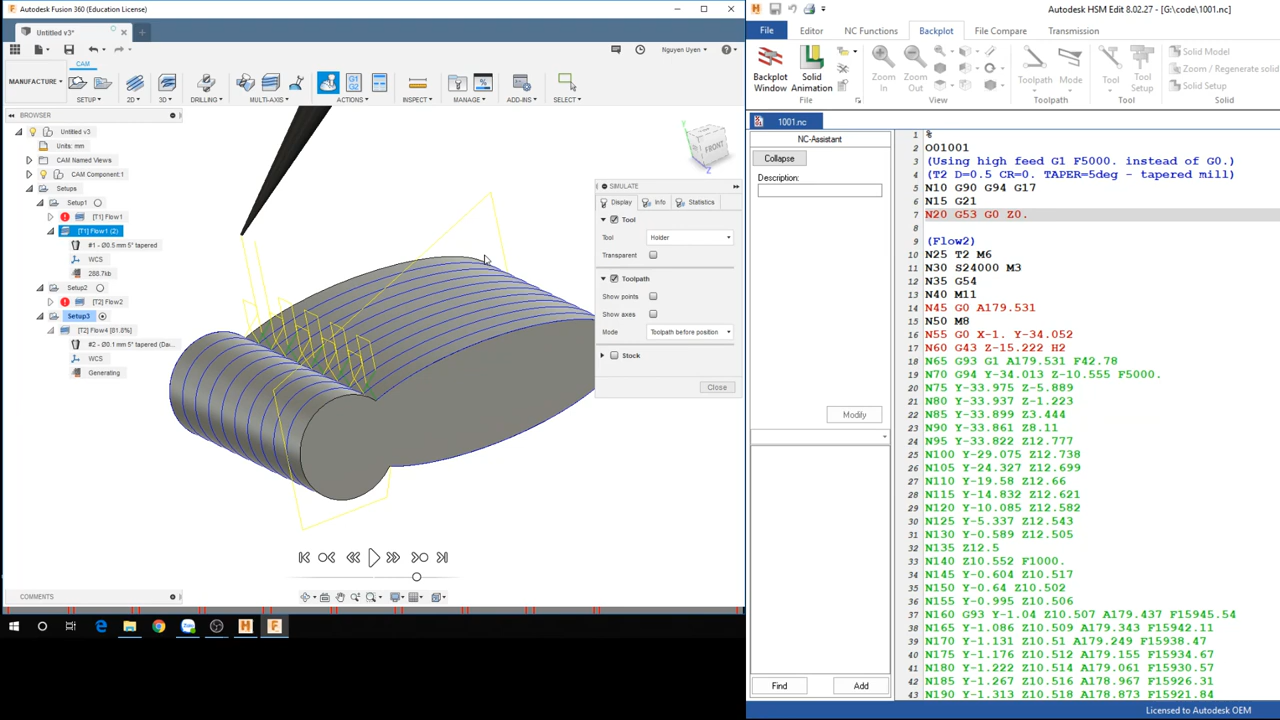 Autodesk Fusion 360 (Education License)
Untitled v3*
Nguyen Uyen
CAM
MANUFACTURE
SETUP
2D
3D
DRILLING
MULTI-AXIS
ACTIONS
INSPECT
MANAGE
ADD-INS
SELECT
G1
G2
BROWSER
Untitled v3
Units: mm
CAM Named Views
CAM Component:1
Setups
Setup1
[T1] Flow1
[T1] Flow1 (2)
#1 - Ø0.5 mm 5° tapered
WCS
288.7kb
Setup2
[T2] Flow2
Setup3
[T2] Flow4 [81.8%]
#2 - Ø0.1 mm 5° tapered (Dao...
WCS
Generating
FRONT
Y
Z
SIMULATE
Display
Info
Statistics
Tool
Tool
Holder
Transparent
Toolpath
Show points
Show axes
Mode
Toolpath before position
Stock
Close
COMMENTS
Zalo
Autodesk HSM Edit 8.02.27 - [G:\code\1001.nc]
File
Editor
NC Functions
Backplot
File Compare
Transmission
Backplot Window
Solid Animation
File
Zoom In
Zoom Out
View
Toolpath
Mode
Toolpath
Tool
Tool Setup
Tool
Solid Model
Zoom / Regenerate solid
Solid Setup
Solid
1001.nc
NC-Assistant
Collapse
Description:
Modify
Find
Add
1 %
2 O01001
3 (Using high feed G1 F5000. instead of G0.)
4 (T2 D=0.5 CR=0. TAPER=5deg - tapered mill)
5 N10 G90 G94 G17
6 N15 G21
7 N20 G53 G0 Z0.
8
9 (Flow2)
10 N25 T2 M6
11 N30 S24000 M3
12 N35 G54
13 N40 M11
14 N45 G0 A179.531
15 N50 M8
16 N55 G0 X-1. Y-34.052
17 N60 G43 Z-15.222 H2
18 N65 G93 G1 A179.531 F42.78
19 N70 G94 Y-34.013 Z-10.555 F5000.
20 N75 Y-33.975 Z-5.889
21 N80 Y-33.937 Z-1.223
22 N85 Y-33.899 Z3.444
23 N90 Y-33.861 Z8.11
24 N95 Y-33.822 Z12.777
25 N100 Y-29.075 Z12.738
26 N105 Y-24.327 Z12.699
27 N110 Y-19.58 Z12.66
28 N115 Y-14.832 Z12.621
29 N120 Y-10.085 Z12.582
30 N125 Y-5.337 Z12.543
31 N130 Y-0.589 Z12.505
32 N135 Z12.5
33 N140 Z10.552 F1000.
34 N145 Y-0.604 Z10.517
35 N150 Y-0.64 Z10.502
36 N155 Y-0.995 Z10.506
37 N160 G93 Y-1.04 Z10.507 A179.437 F15945.54
38 N165 Y-1.086 Z10.509 A179.343 F15942.11
39 N170 Y-1.131 Z10.51 A179.249 F15938.47
40 N175 Y-1.176 Z10.512 A179.155 F15934.67
41 N180 Y-1.222 Z10.514 A179.061 F15930.57
42 N185 Y-1.267 Z10.516 A178.967 F15926.31
43 N190 Y-1.313 Z10.518 A178.873 F15921.84
Licensed to Autodesk OEM